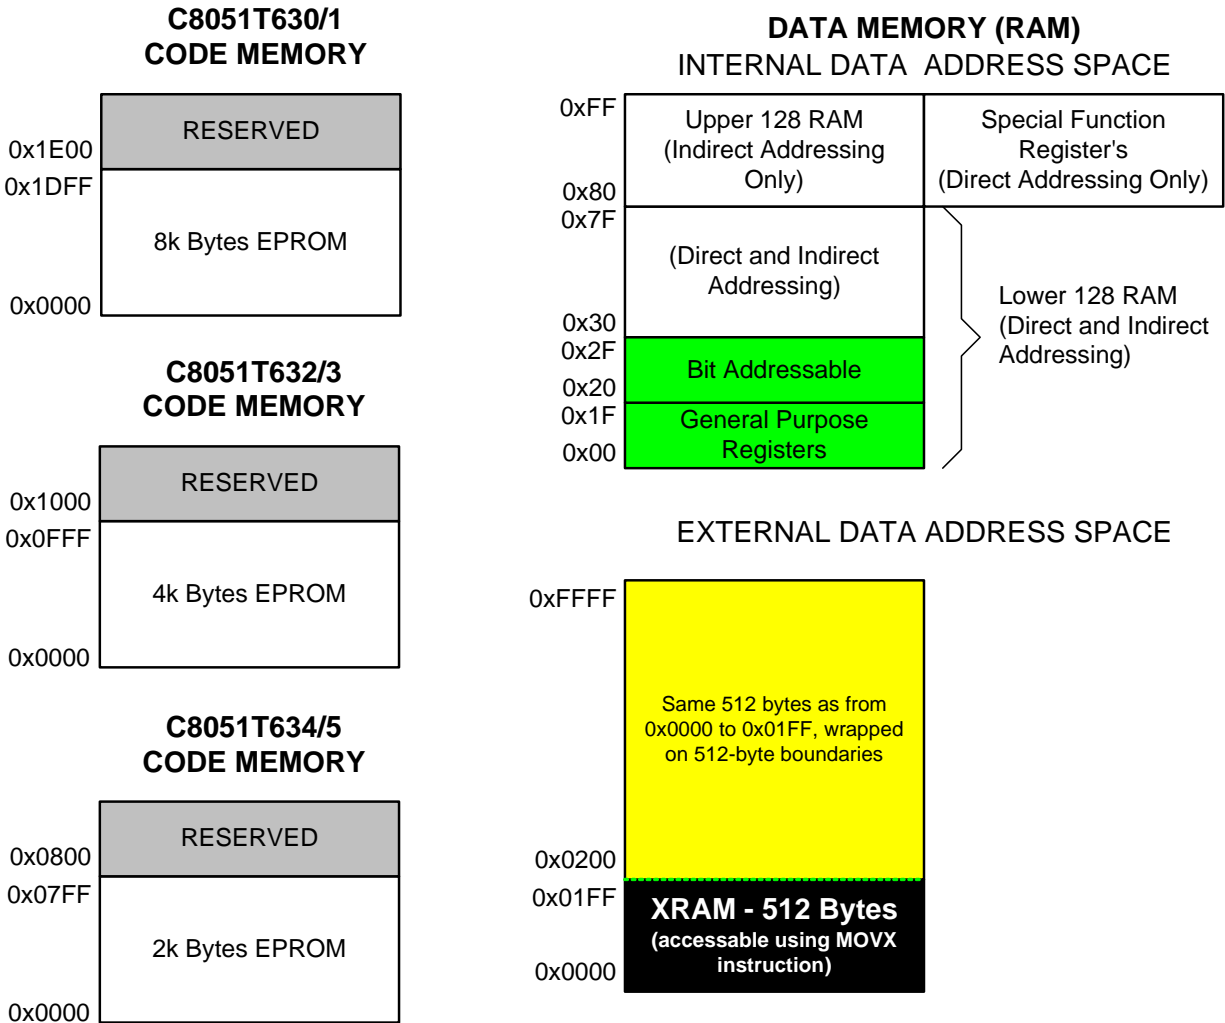 C8051T630/1
CODE MEMORY
RESERVED
0x1E00
0x1DFF
8k Bytes EPROM
0x0000
C8051T632/3
CODE MEMORY
RESERVED
0x1000
0x0FFF
4k Bytes EPROM
0x0000
C8051T634/5
CODE MEMORY
RESERVED
0x0800
0x07FF
2k Bytes EPROM
0x0000
DATA MEMORY (RAM)
INTERNAL DATA ADDRESS SPACE
0xFF
Upper 128 RAM
(Indirect Addressing
Only)
0x80
Special Function
Register's
(Direct Addressing Only)
0x7F
(Direct and Indirect
Addressing)
0x30
0x2F
Bit Addressable
0x20
0x1F
General Purpose
Registers
0x00
Lower 128 RAM
(Direct and Indirect
Addressing)
EXTERNAL DATA ADDRESS SPACE
0xFFFF
Same 512 bytes as from
0x0000 to 0x01FF, wrapped
on 512-byte boundaries
0x0200
0x01FF
XRAM - 512 Bytes
(accessable using MOVX
instruction)
0x0000